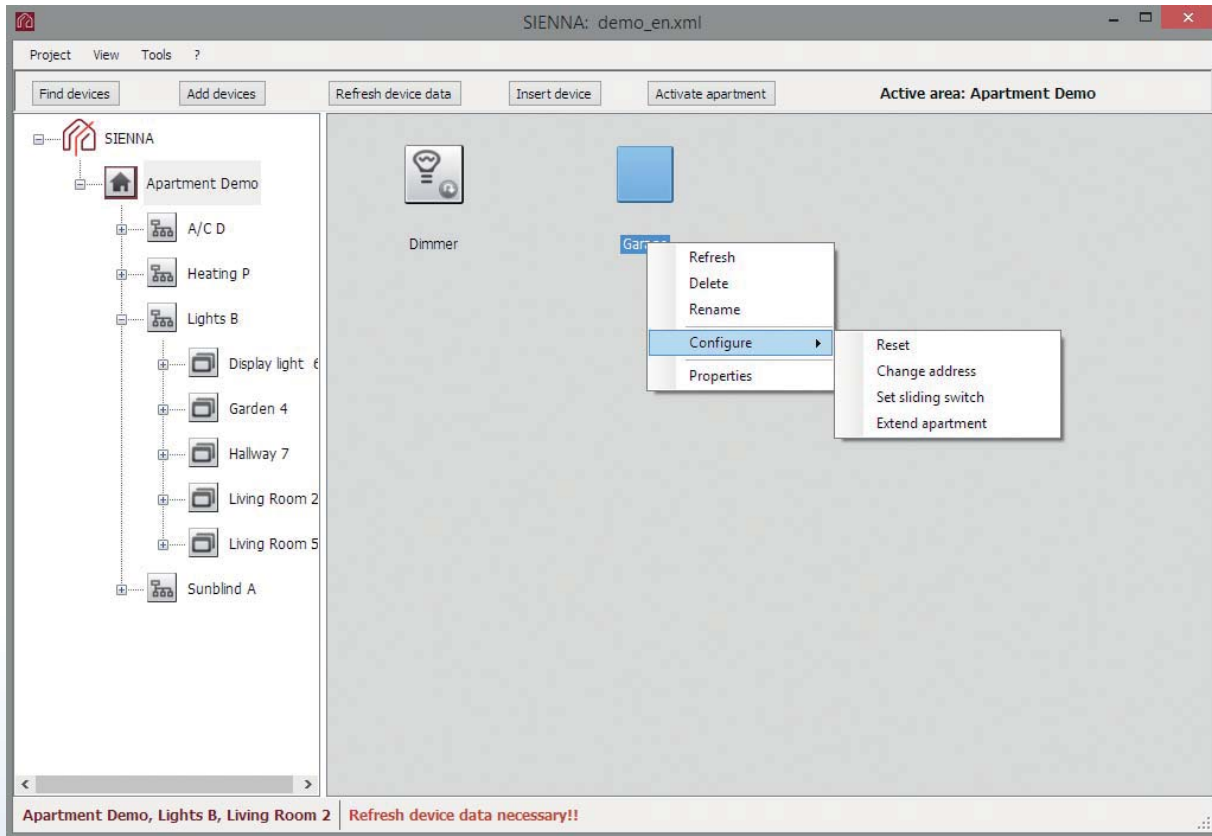 SIENNA: demo_en.xml
Project View Tools ?
Find devices Add devices Refresh device data Insert device Activate apartment Active area: Apartment Demo
SIENNA
Apartment Demo
A/C D
Heating P
Lights B
Display light 6
Garden 4
Hallway 7
Living Room 2
Living Room 5
Sunblind A
Dimmer
Refresh
Delete
Rename
Configure
Properties
Reset
Change address
Set sliding switch
Extend apartment
Apartment Demo, Lights B, Living Room 2 Refresh device data necessary!!